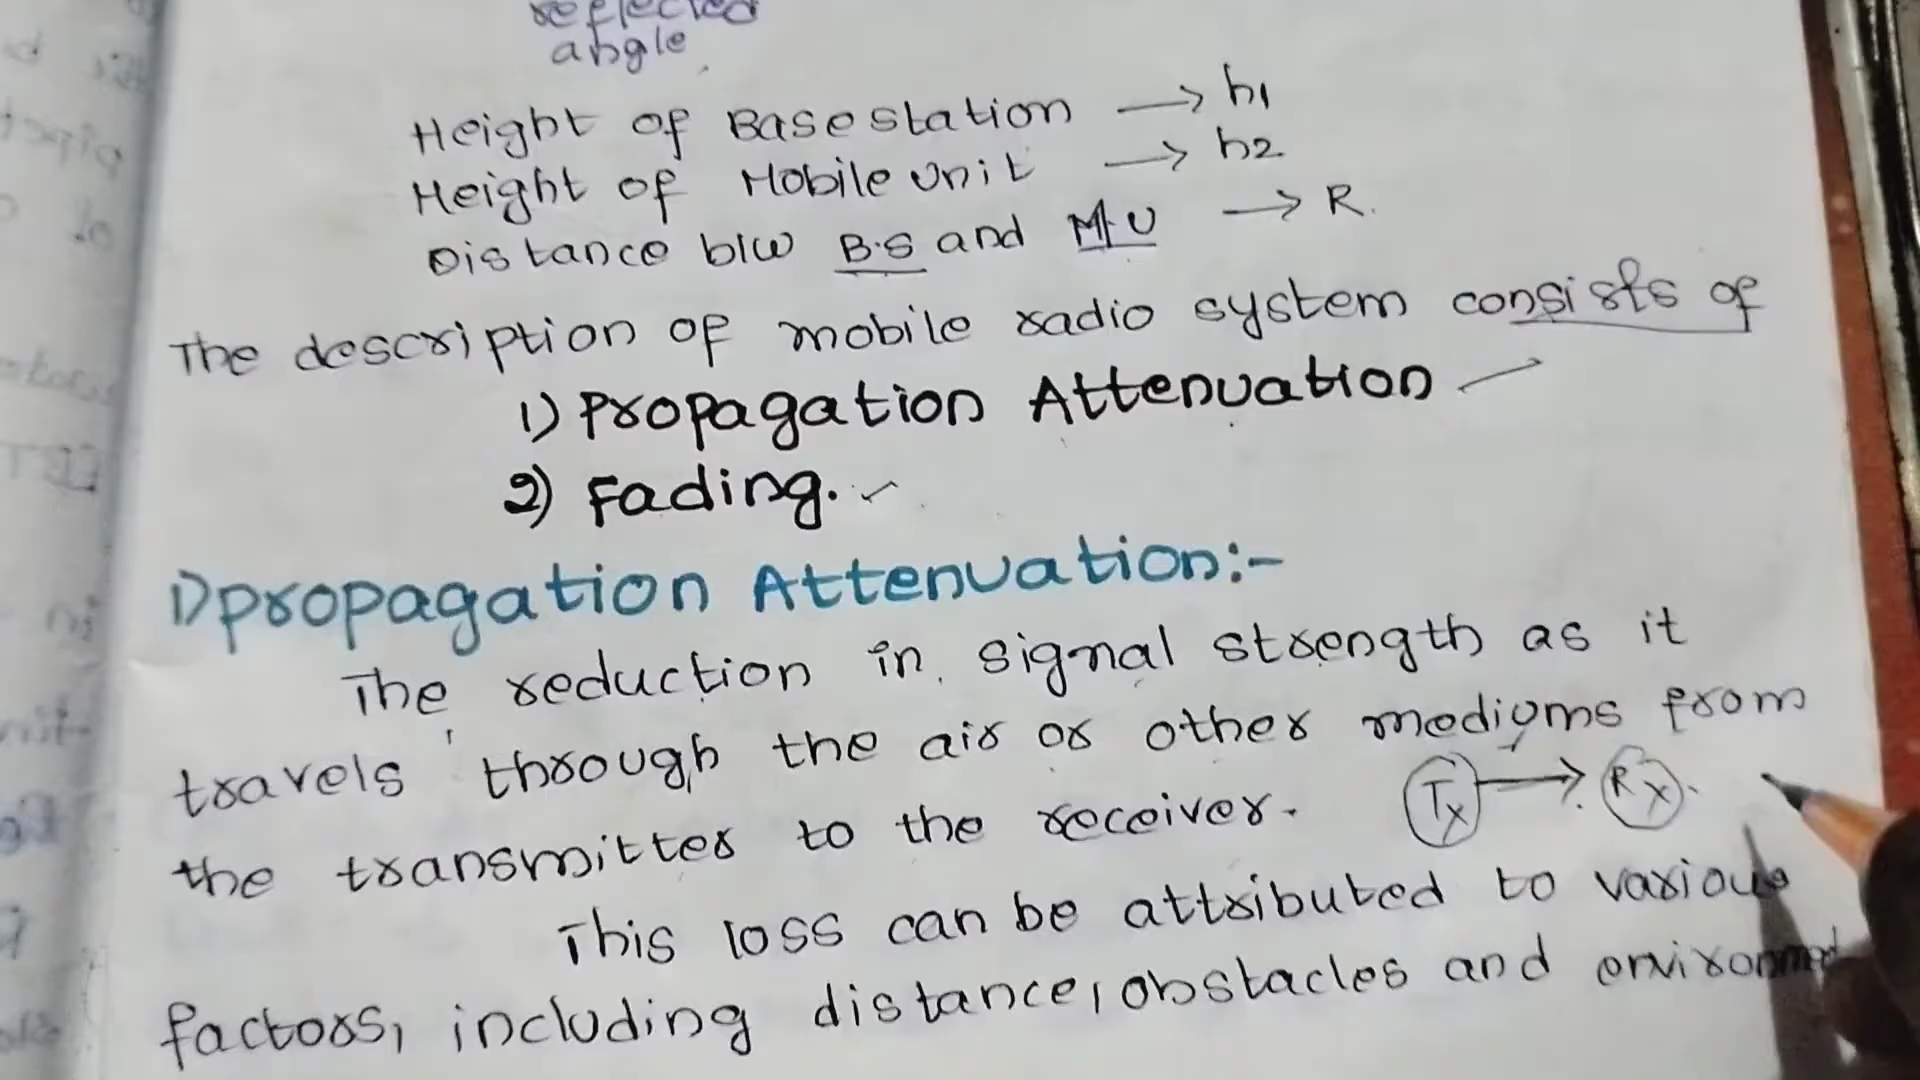 reflected
angle
Height of Base station → h1
Height of Mobile Unit → h2
Distance b/w B.S and M.U → R.
The description of mobile radio system consists of
1) Propagation Attenuation
2) Fading.
1) Propagation Attenuation:-
The reduction in signal strength as it
travels through the air or other mediums from
the transmitter to the receiver. Tx → Rx.
This loss can be attributed to various
factors, including distance, obstacles and